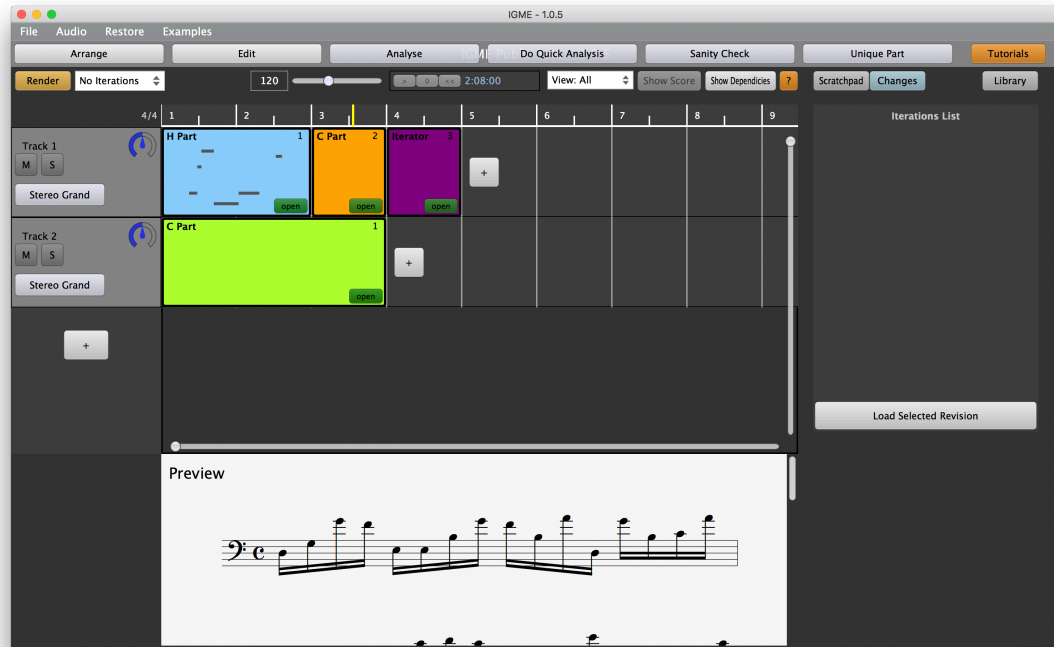 IGME - 1.0.5
File Audio Restore Examples
Arrange Edit Analyse Do Quick Analysis Sanity Check Unique Part Tutorials
Render No Iterations 120 > 0 << 2:08:00 View: All Show Score Show Dependicies ? Scratchpad Changes Library
4/4 1 2 3 4 5 6 7 8 9
Iterations List
H Part 1 C Part 2 Iterator 3
Track 1
M S
+
Stereo Grand
open open open
C Part 1
Track 2
M S
+
Stereo Grand
open
+
Load Selected Revision
Preview